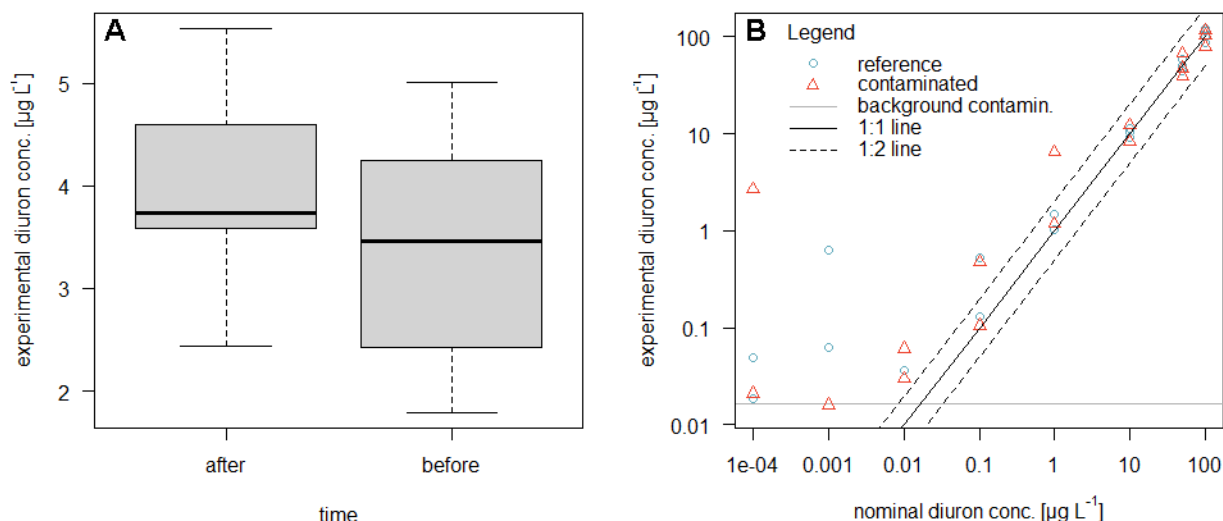 A
experimental diuron conc. [µg L⁻¹]
5
4
3
2
after before
time
B
Legend
reference
contaminated
background contamin.
1:1 line
1:2 line
experimental diuron conc. [µg L⁻¹]
100
10
1
0.1
0.01
1e-04 0.001 0.01 0.1 1 10 100
nominal diuron conc. [µg L⁻¹]